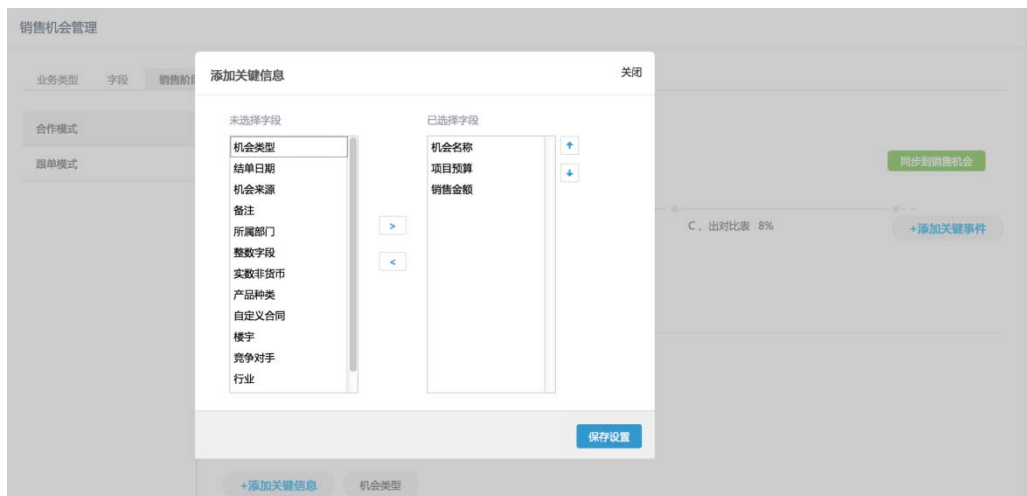 销售机会管理
业务类型 字段 销售阶
添加关键信息 关闭
合作模式
跟单模式
未选择字段 已选择字段
机会类型
结单日期
机会来源
备注
所属部门
整数字段
实数非货币
产品种类
自定义合同
楼宇
竞争对手
行业
>
<
机会名称
项目预算
销售金额
↑
↓
同步到销售机会
C，出对比表 8%
+添加关键事件
保存设置
+添加关键信息 机会类型